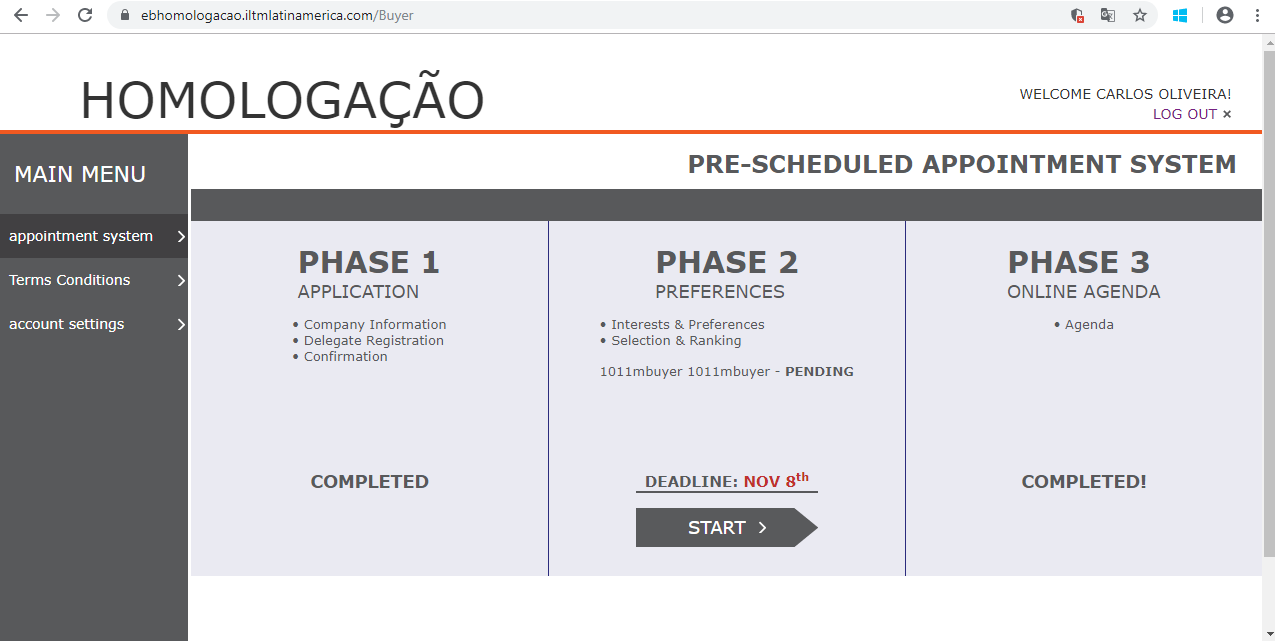 ebhomologacao.iltmlatinamerica.com/Buyer
HOMOLOGAÇÃO
WELCOME CARLOS OLIVEIRA!
LOG OUT ×
MAIN MENU
appointment system
Terms Conditions
account settings
PRE-SCHEDULED APPOINTMENT SYSTEM
PHASE 1
APPLICATION
• Company Information
• Delegate Registration
• Confirmation
COMPLETED
PHASE 2
PREFERENCES
• Interests & Preferences
• Selection & Ranking
1011mbuyer 1011mbuyer - PENDING
DEADLINE: NOV 8th
START
PHASE 3
ONLINE AGENDA
• Agenda
COMPLETED!